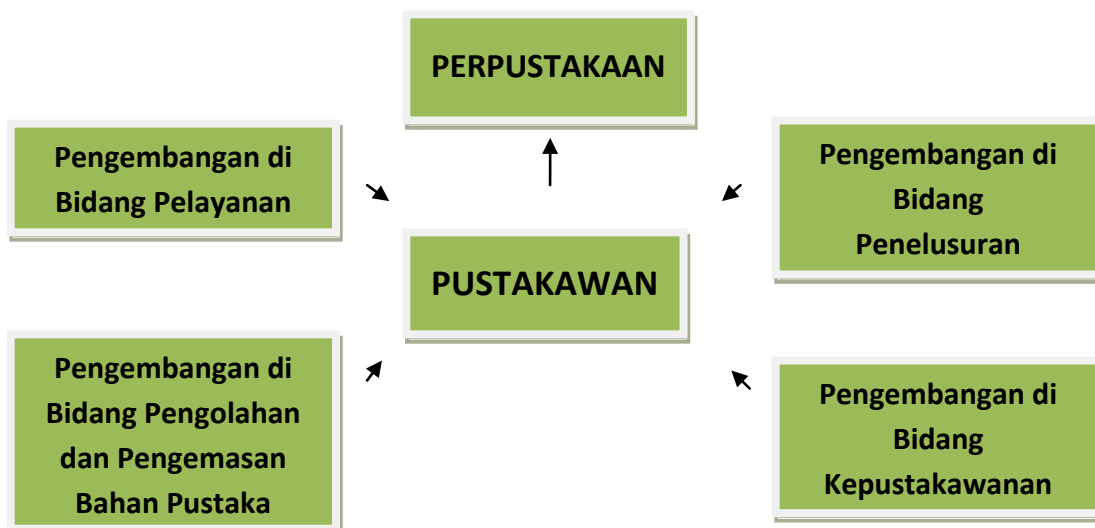 PERPUSTAKAAN
Pengembangan di
Bidang Pelayanan
Pengembangan di
Bidang
Penelusuran
PUSTAKAWAN
Pengembangan di
Bidang Pengolahan
dan Pengemasan
Bahan Pustaka
Pengembangan di
Bidang
Kepustakawanan